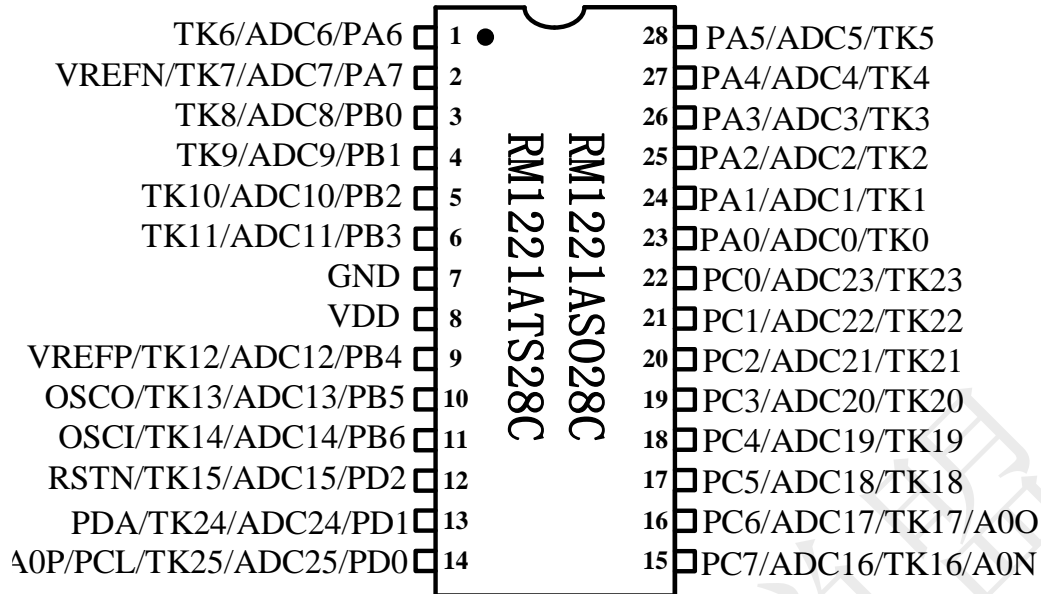 TK6/ADC6/PA6 1 28 PA5/ADC5/TK5
VREFN/TK7/ADC7/PA7 2 27 PA4/ADC4/TK4
TK8/ADC8/PB0 3 26 PA3/ADC3/TK3
TK9/ADC9/PB1 4 25 PA2/ADC2/TK2
TK10/ADC10/PB2 5 24 PA1/ADC1/TK1
TK11/ADC11/PB3 6 23 PA0/ADC0/TK0
GND 7 22 PC0/ADC23/TK23
VDD 8 21 PC1/ADC22/TK22
VREFP/TK12/ADC12/PB4 9 20 PC2/ADC21/TK21
OSCO/TK13/ADC13/PB5 10 19 PC3/ADC20/TK20
OSCI/TK14/ADC14/PB6 11 18 PC4/ADC19/TK19
RSTN/TK15/ADC15/PD2 12 17 PC5/ADC18/TK18
PDA/TK24/ADC24/PD1 13 16 PC6/ADC17/TK17/A0O
A0P/PCL/TK25/ADC25/PD0 14 15 PC7/ADC16/TK16/A0N
RM1221ASO28C
RM1221ATS28C